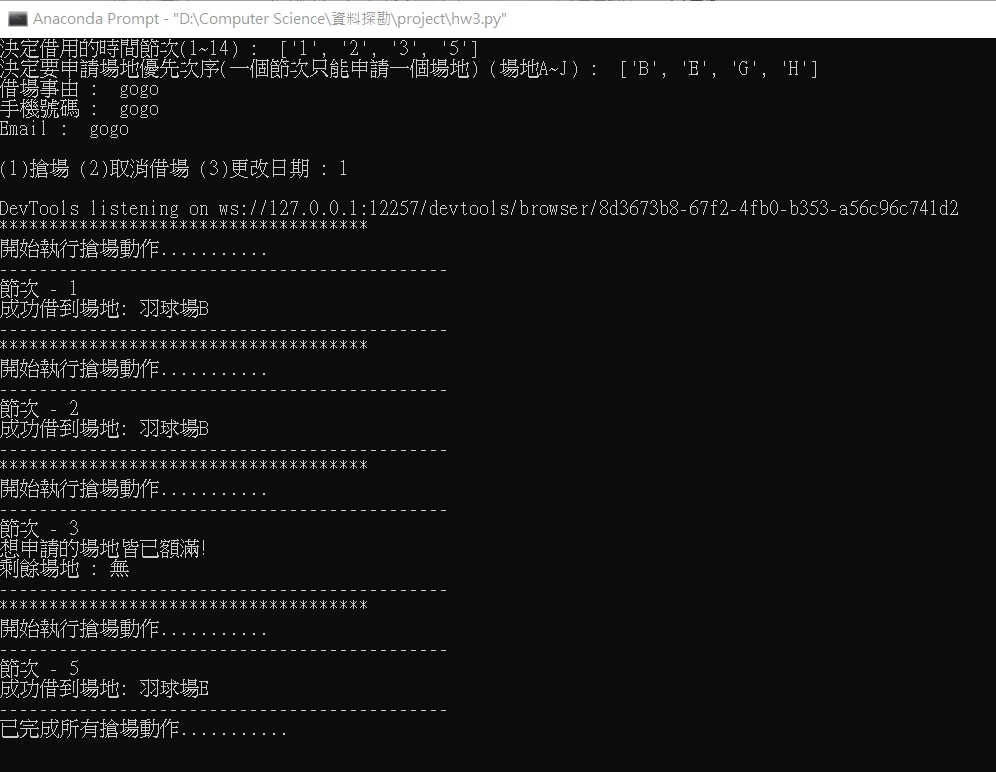 Anaconda Prompt - "D:\Computer Science\資料探勘\project\hw3.py"
決定借用的時間節次(1~14) :  ['1', '2', '3', '5']
決定要申請場地優先次序(一個節次只能申請一個場地) (場地A~J) :  ['B', 'E', 'G', 'H']
借場事由 :  gogo
手機號碼 :  gogo
Email :  gogo
(1)搶場 (2)取消借場 (3)更改日期 : 1
DevTools listening on ws://127.0.0.1:12257/devtools/browser/8d3673b8-67f2-4fb0-b353-a56c96c741d2
*************************************
開始執行搶場動作...........
---------------------------------------------
節次 - 1
成功借到場地: 羽球場B
---------------------------------------------
*************************************
開始執行搶場動作...........
---------------------------------------------
節次 - 2
成功借到場地: 羽球場B
---------------------------------------------
*************************************
開始執行搶場動作...........
---------------------------------------------
節次 - 3
想申請的場地皆已額滿!
剩餘場地 : 無
---------------------------------------------
*************************************
開始執行搶場動作...........
---------------------------------------------
節次 - 5
成功借到場地: 羽球場E
---------------------------------------------
已完成所有搶場動作...........